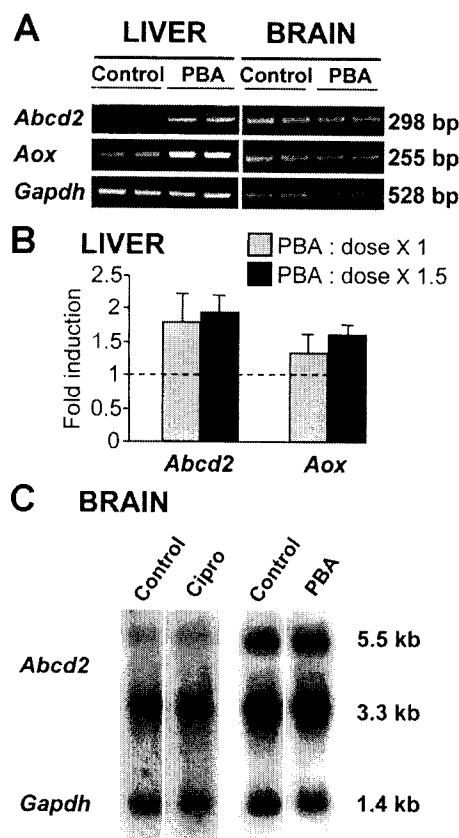 A
LIVER BRAIN
Control PBA Control PBA
Abcd2 298 bp
Aox 255 bp
Gapdh 528 bp
B LIVER
PBA : dose X 1
PBA : dose X 1.5
Fold induction
2.5
2
1.5
1
0.5
0
Abcd2 Aox
C BRAIN
Control Cipro Control PBA
5.5 kb
Abcd2
3.3 kb
Gapdh 1.4 kb